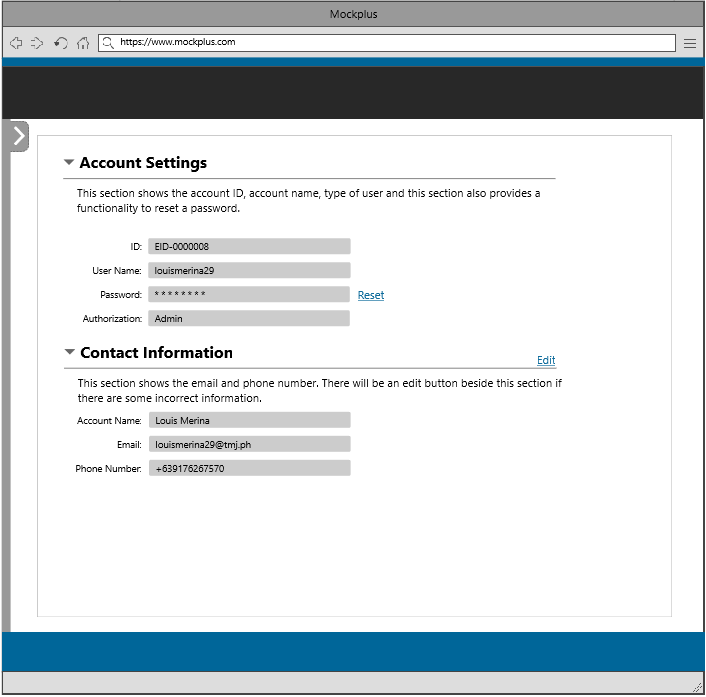 Mockplus
https://www.mockplus.com
Account Settings
This section shows the account ID, account name, type of user and this section also provides a
functionality to reset a password.
ID: EID-0000008
User Name: louismerina29
Password: * * * * * * * * Reset
Authorization: Admin
Contact Information
Edit
This section shows the email and phone number. There will be an edit button beside this section if
there are some incorrect information.
Account Name: Louis Merina
Email: louismerina29@tmj.ph
Phone Number: +639176267570